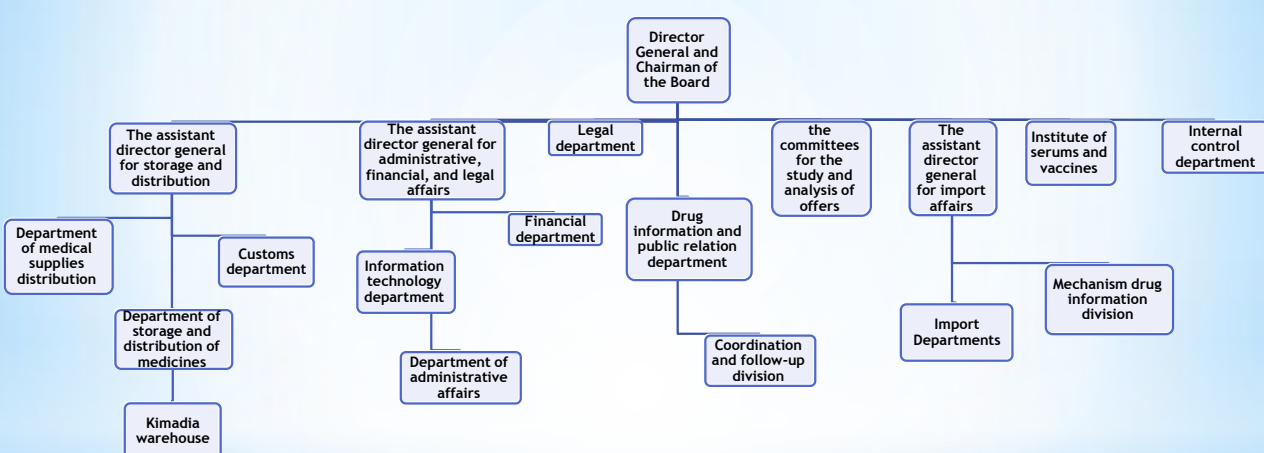 Director
General and
Chairman of
the Board
The assistant
director general
for storage and
distribution
The assistant
director general for
administrative,
financial, and legal
affairs
Legal
department
the
committees
for the
study and
analysis of
offers
The
assistant
director
general
for import
affairs
Institute of
serums and
vaccines
Internal
control
department
Department
of medical
supplies
distribution
Customs
department
Financial
department
Information
technology
department
Drug
information and
public relation
department
Mechanism drug
information
division
Import
Departments
Department of
storage and
distribution of
medicines
Department of
administrative
affairs
Coordination
and follow-up
division
Kimadia
warehouse